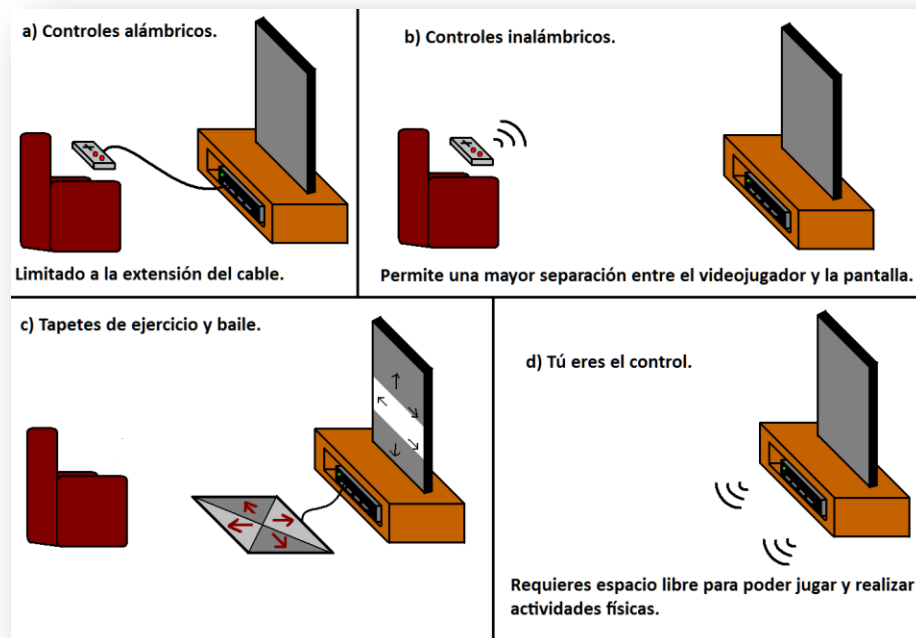 a) Controles alámbricos.
b) Controles inalámbricos.
Limitado a la extensión del cable.
Permite una mayor separación entre el videojugador y la pantalla.
c) Tapetes de ejercicio y baile.
d) Tú eres el control.
Requieres espacio libre para poder jugar y realizar
actividades físicas.